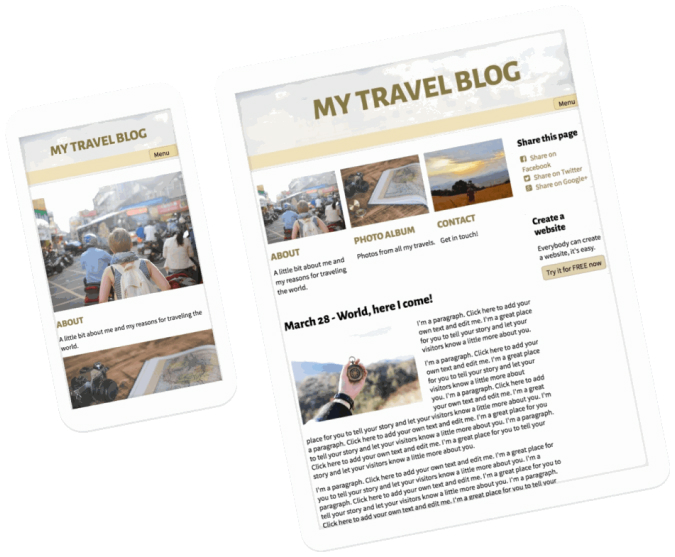 MY TRAVEL BLOG
Menu
ABOUT
A little bit about me and my reasons for traveling the
world.
MY TRAVEL BLOG
Menu
ABOUT
A little bit about me and
my reasons for traveling
the world.
PHOTO ALBUM
Photos from all my travels.
CONTACT
Get in touch!
Share this page
Share on
Facebook
Share on Twitter
Share on Google+
Create a
website
Everybody can create
a website, it's easy.
Try it for FREE now
March 28 - World, here I come!
I'm a paragraph. Click here to add your
own text and edit me. I'm a great place
for you to tell your story and let your
visitors know a little more about you.
I'm a paragraph. Click here to add your
own text and edit me. I'm a great place
for you to tell your story and let your
visitors know a little more about
you. I'm a paragraph. Click here to add
your own text and edit me. I'm a great
place for you to tell your story and let your visitors know a little more about you. I'm
a paragraph. Click here to add your own text and edit me. I'm a great place for you
to tell your story and let your visitors know a little more about you. I'm a paragraph.
Click here to add your own text and edit me. I'm a great place for you to tell your
story and let your visitors know a little more about you.
I'm a paragraph. Click here to add your own text and edit me. I'm a great place for
you to tell your story and let your visitors know a little more about you. I'm a
paragraph. Click here to add your own text and edit me. I'm a great place for you to
tell your story and let your visitors know a little more about you. I'm a paragraph.
Click here to add your own text and edit me. I'm a great place for you to tell your